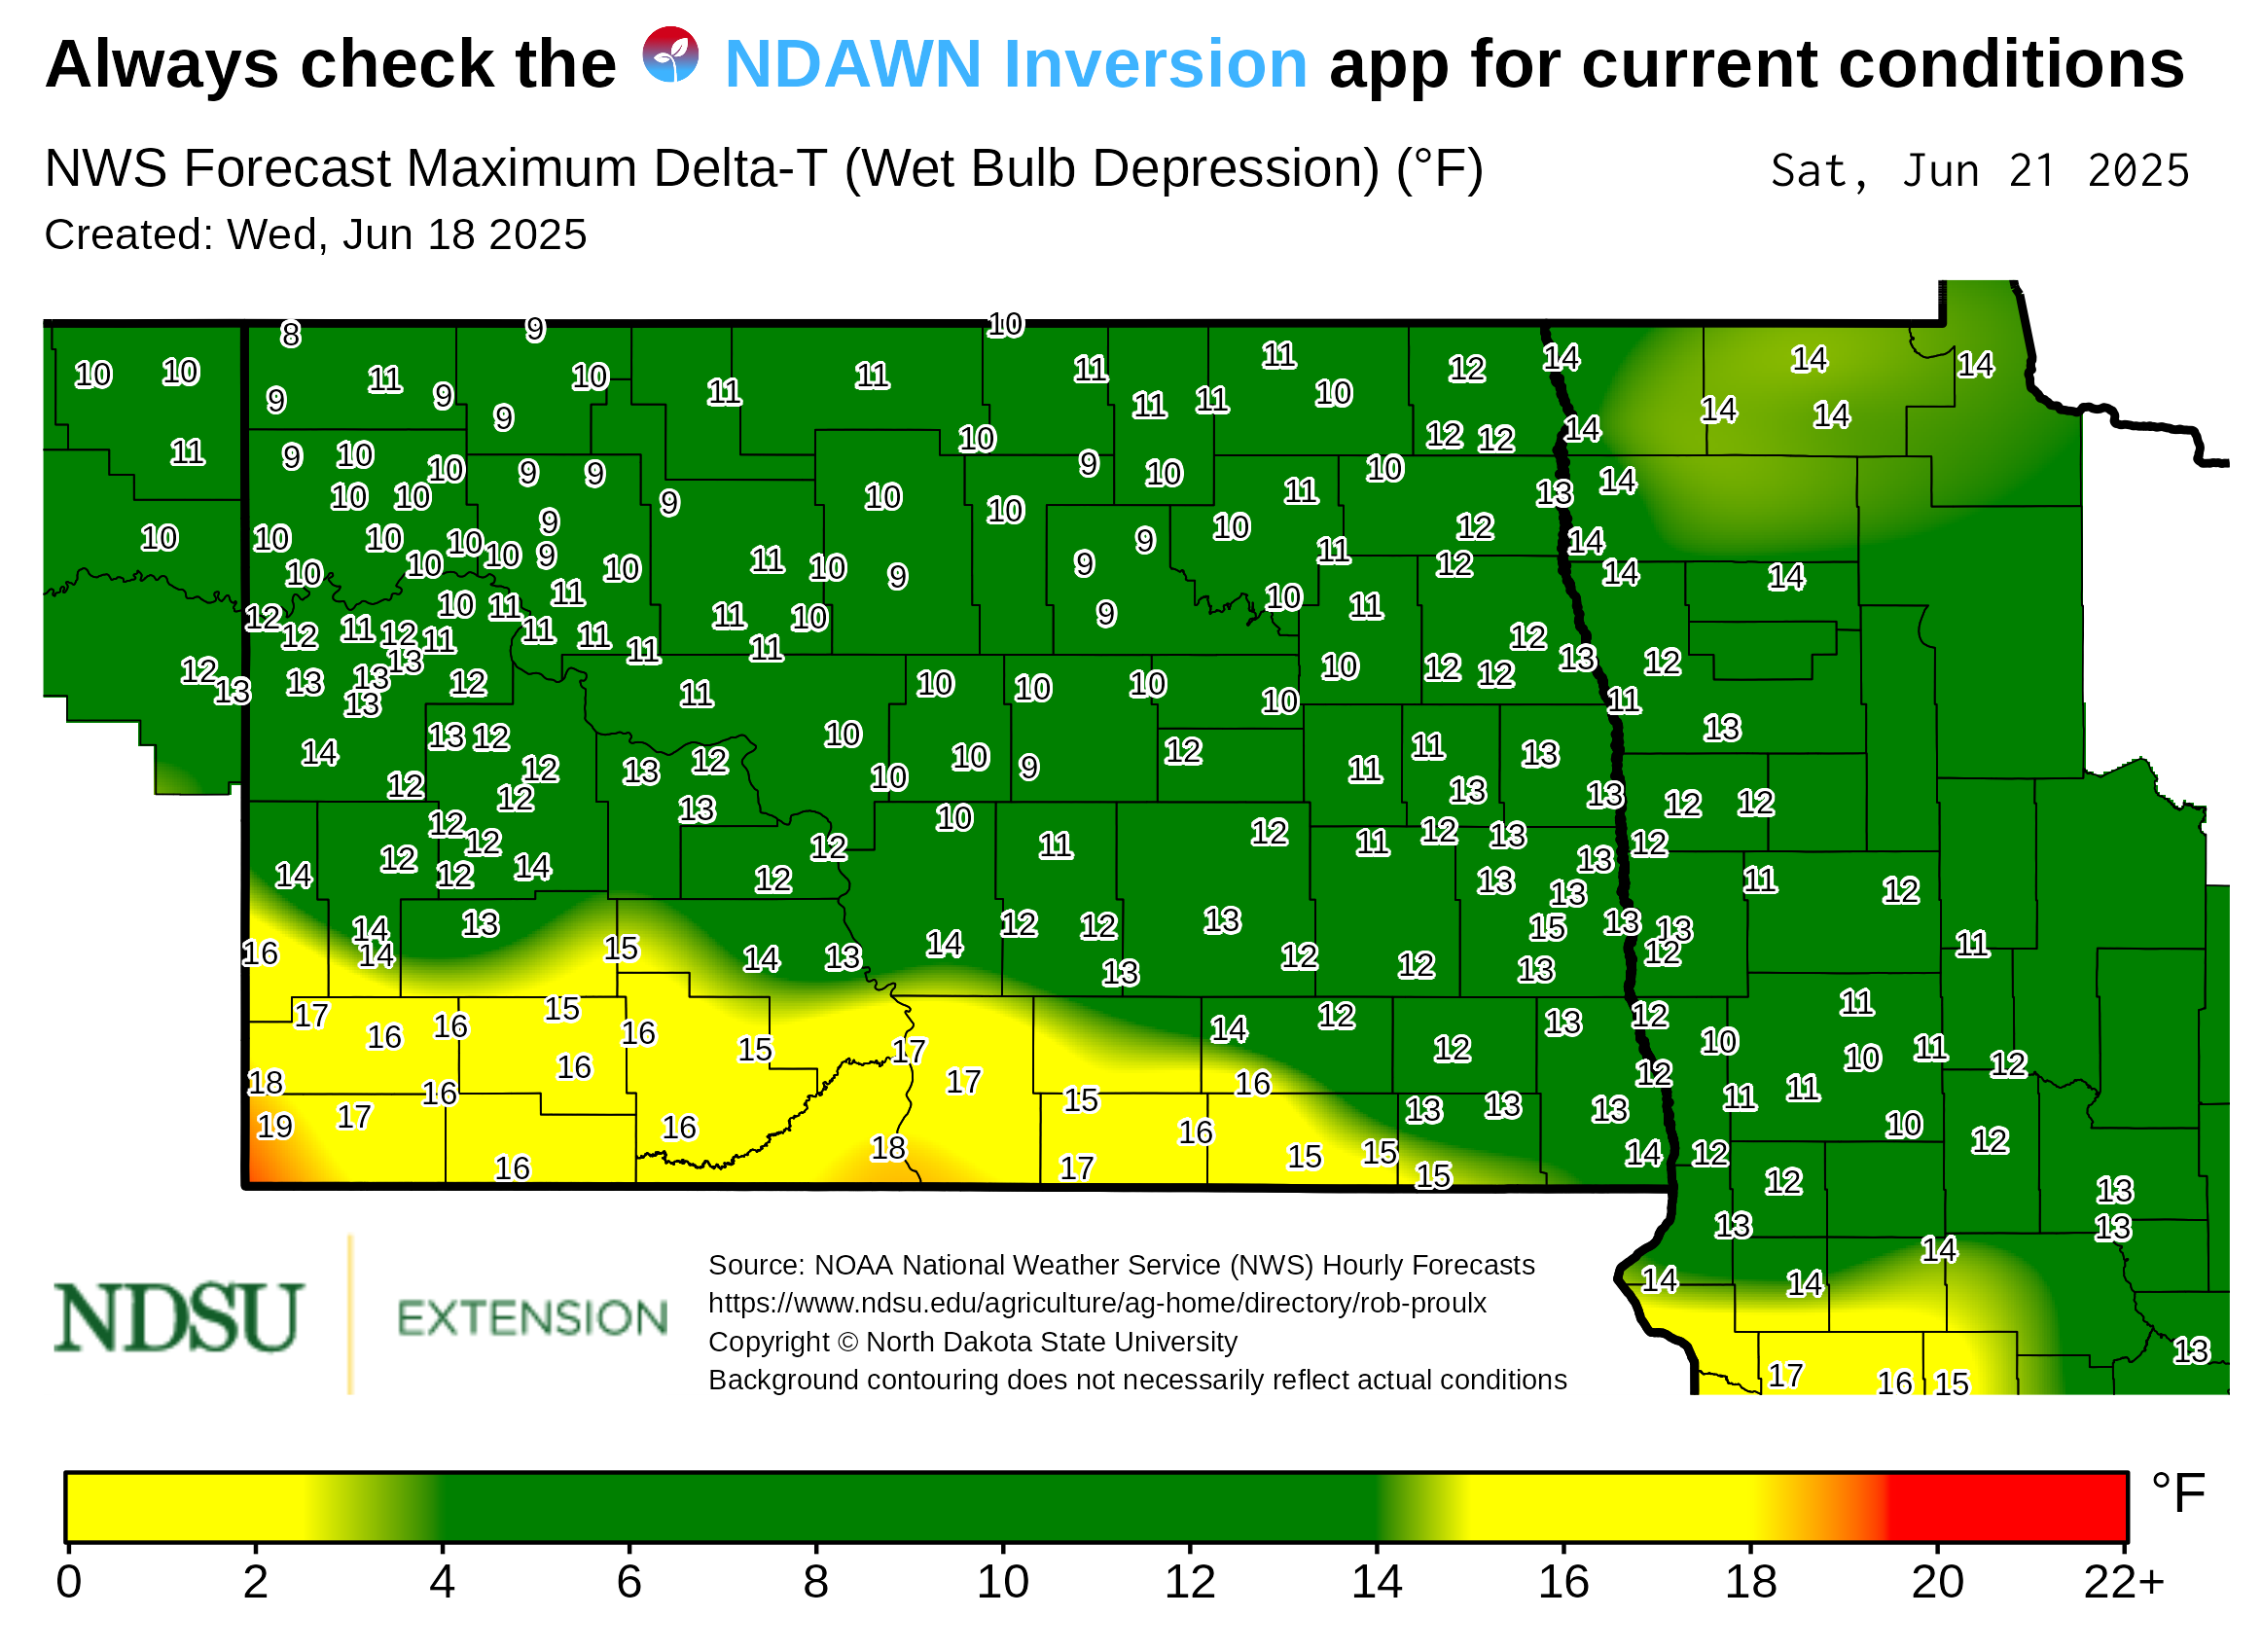 Always check the NDAWN Inversion app for current conditions
NWS Forecast Maximum Delta-T (Wet Bulb Depression) (°F) Sat, Jun 21 2025
Created: Wed, Jun 18 2025
8 9 10
10 10 11 9 10 11 11 11 11 12 14 14 14
9 9 11 11 11 10 14 14
11 9 10 10 9 9 10 9 10 10 12 12 14 14
10 10 9 10 10 11 13
10 10 10 10 10 9 9 10 11 10 9 9 9 10 11 12 12 14
10 10 11 11 11 10 9 10 11 14 14
12 12 11 12 11 11 11 11 11 12 13 12
12 13 13 13 13 13 12 11 10 10 10 10 10 12 12 11
14 13 12 12 13 12 10 10 10 9 12 11 11 13 13
12 12 13 10 13 13 12 12
12 12 12 12 14 12 12 11 12 11 12 13 13 12
14 12 13 13 11 12
16 14 14 13 15 14 13 14 12 12 13 13 12 12 15 13 13 13 12 11
17 16 16 15 16 15 17 14 12 12 13 12 10 11 10 11 12
18 16 16 17 15 16 12 11 11
19 17 16 18 16 13 13 13 10
16 17 15 15 15 14 12 12 12
13 13 13
14 14 14
17 16 15 13
NDSU EXTENSION
Source: NOAA National Weather Service (NWS) Hourly Forecasts
https://www.ndsu.edu/agriculture/ag-home/directory/rob-proulx
Copyright © North Dakota State University
Background contouring does not necessarily reflect actual conditions
°F
0 2 4 6 8 10 12 14 16 18 20 22+